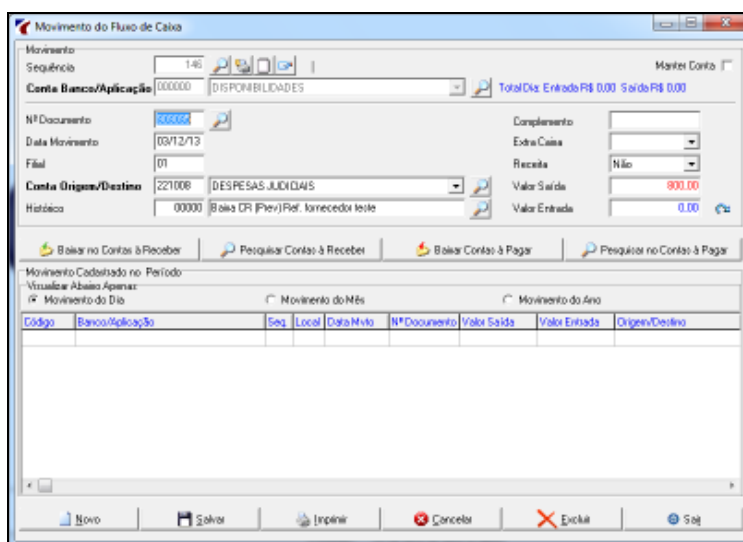 Movimento do Fluxo de Caixa
Movimento
Sequência 146 Manter Conta
Conta Banco/Aplicação 000000 DISPONIBILIDADES Total Dia: Entrada R$ 0.00 Saída R$ 0.00
Nº Documento Complemento
Data Movimento 03/12/13 Extra Caixa
Filial 01 Receita Não
Conta Origem/Destino 221008 DESPESAS JUDICIAIS Valor Saída 800.00
Histórico 00000 Baixa CR (Prev) Ref. fornecedor teste Valor Entrada 0.00
Baixar no Contas à Receber Pesquisar Contas à Receber Baixar Contas à Pagar Pesquisar no Contas à Pagar
Movimento Cadastrado no Período
Visualizar Abaixo Apenas
Movimento do Dia Movimento do Mês Movimento do Ano
Código Banco/Aplicação Seq Local Data Mvto Nº Documento Valor Saída Valor Entrada Origem/Destino
Novo Salvar Imprimir Cancelar Excluir Sair